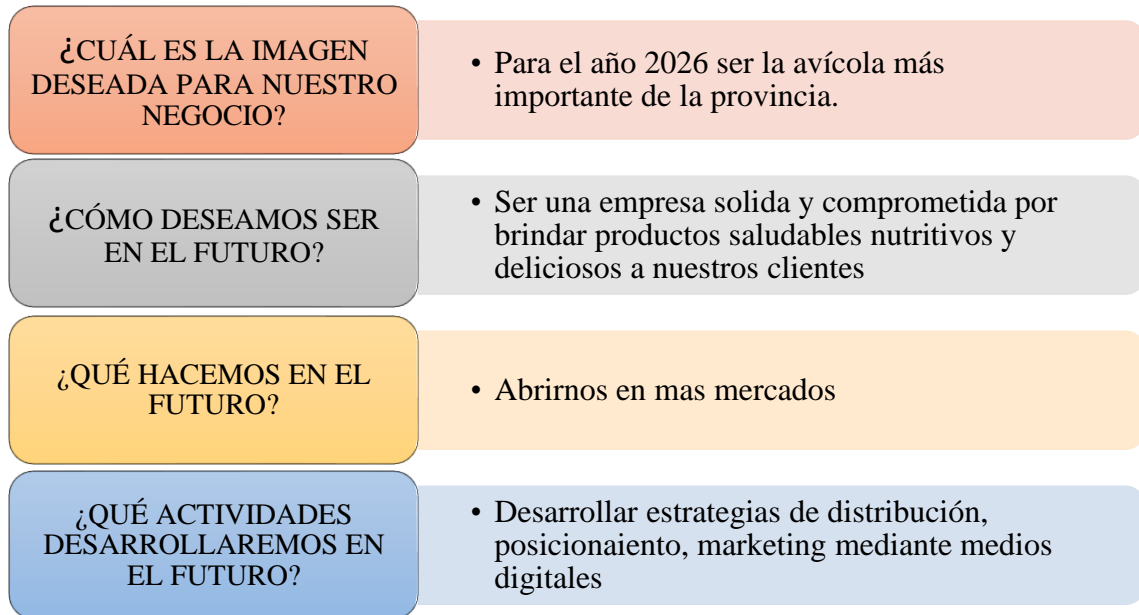 ¿CUÁL ES LA IMAGEN
DESEADA PARA NUESTRO
NEGOCIO?
• Para el año 2026 ser la avícola más
importante de la provincia.
¿CÓMO DESEAMOS SER
EN EL FUTURO?
• Ser una empresa solida y comprometida por
brindar productos saludables nutritivos y
deliciosos a nuestros clientes
¿QUÉ HACEMOS EN EL
FUTURO?
• Abrirnos en mas mercados
¿QUÉ ACTIVIDADES
DESARROLLAREMOS EN
EL FUTURO?
• Desarrollar estrategias de distribución,
posicionaiento, marketing mediante medios
digitales